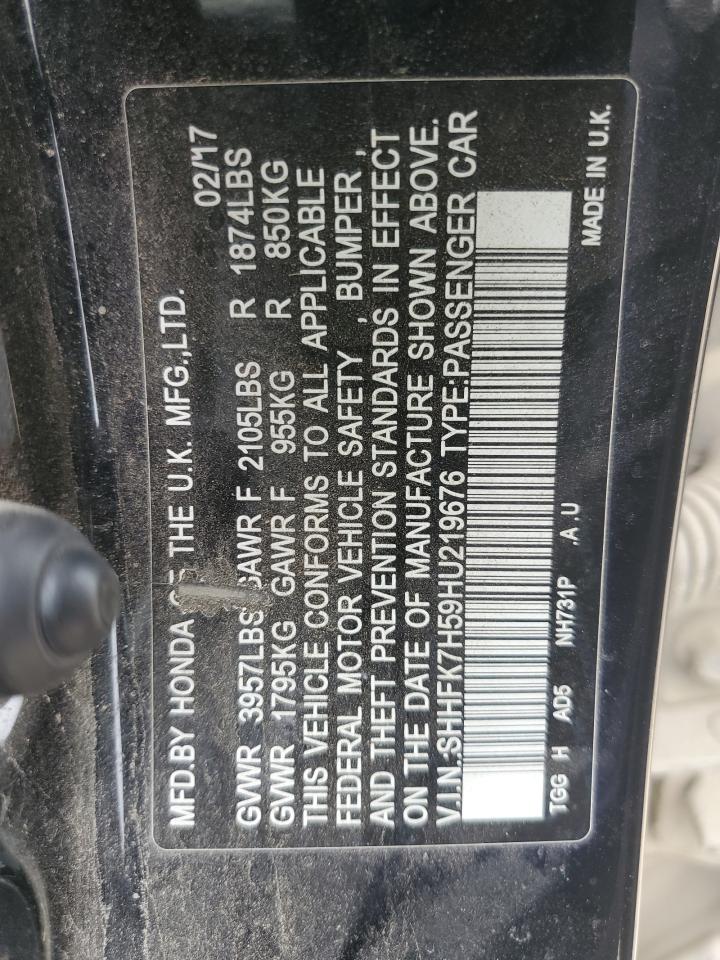 MFD.BY HONDA OF THE U.K. MFG.,LTD. 02/17
GVWR 3957LBS GAWR F 2105LBS R 1874LBS
GVWR 1795KG GAWR F 955KG R 850KG
THIS VEHICLE CONFORMS TO ALL APPLICABLE
FEDERAL MOTOR VEHICLE SAFETY , BUMPER ,
AND THEFT PREVENTION STANDARDS IN EFFECT
ON THE DATE OF MANUFACTURE SHOWN ABOVE.
V.I.N.SHHFK7H59HU219676 TYPE:PASSENGER CAR
TGG H AD5 NH731P .A.U MADE IN U.K.